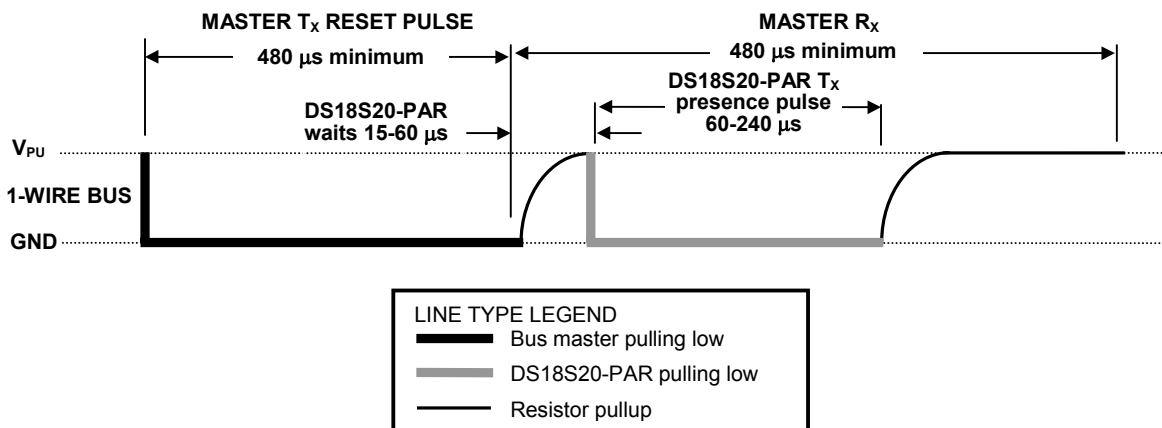 MASTER TX RESET PULSE
480 μs minimum
MASTER RX
480 μs minimum
DS18S20-PAR
waits 15-60 μs
DS18S20-PAR TX
presence pulse
60-240 μs
VPU
1-WIRE BUS
GND
LINE TYPE LEGEND
Bus master pulling low
DS18S20-PAR pulling low
Resistor pullup